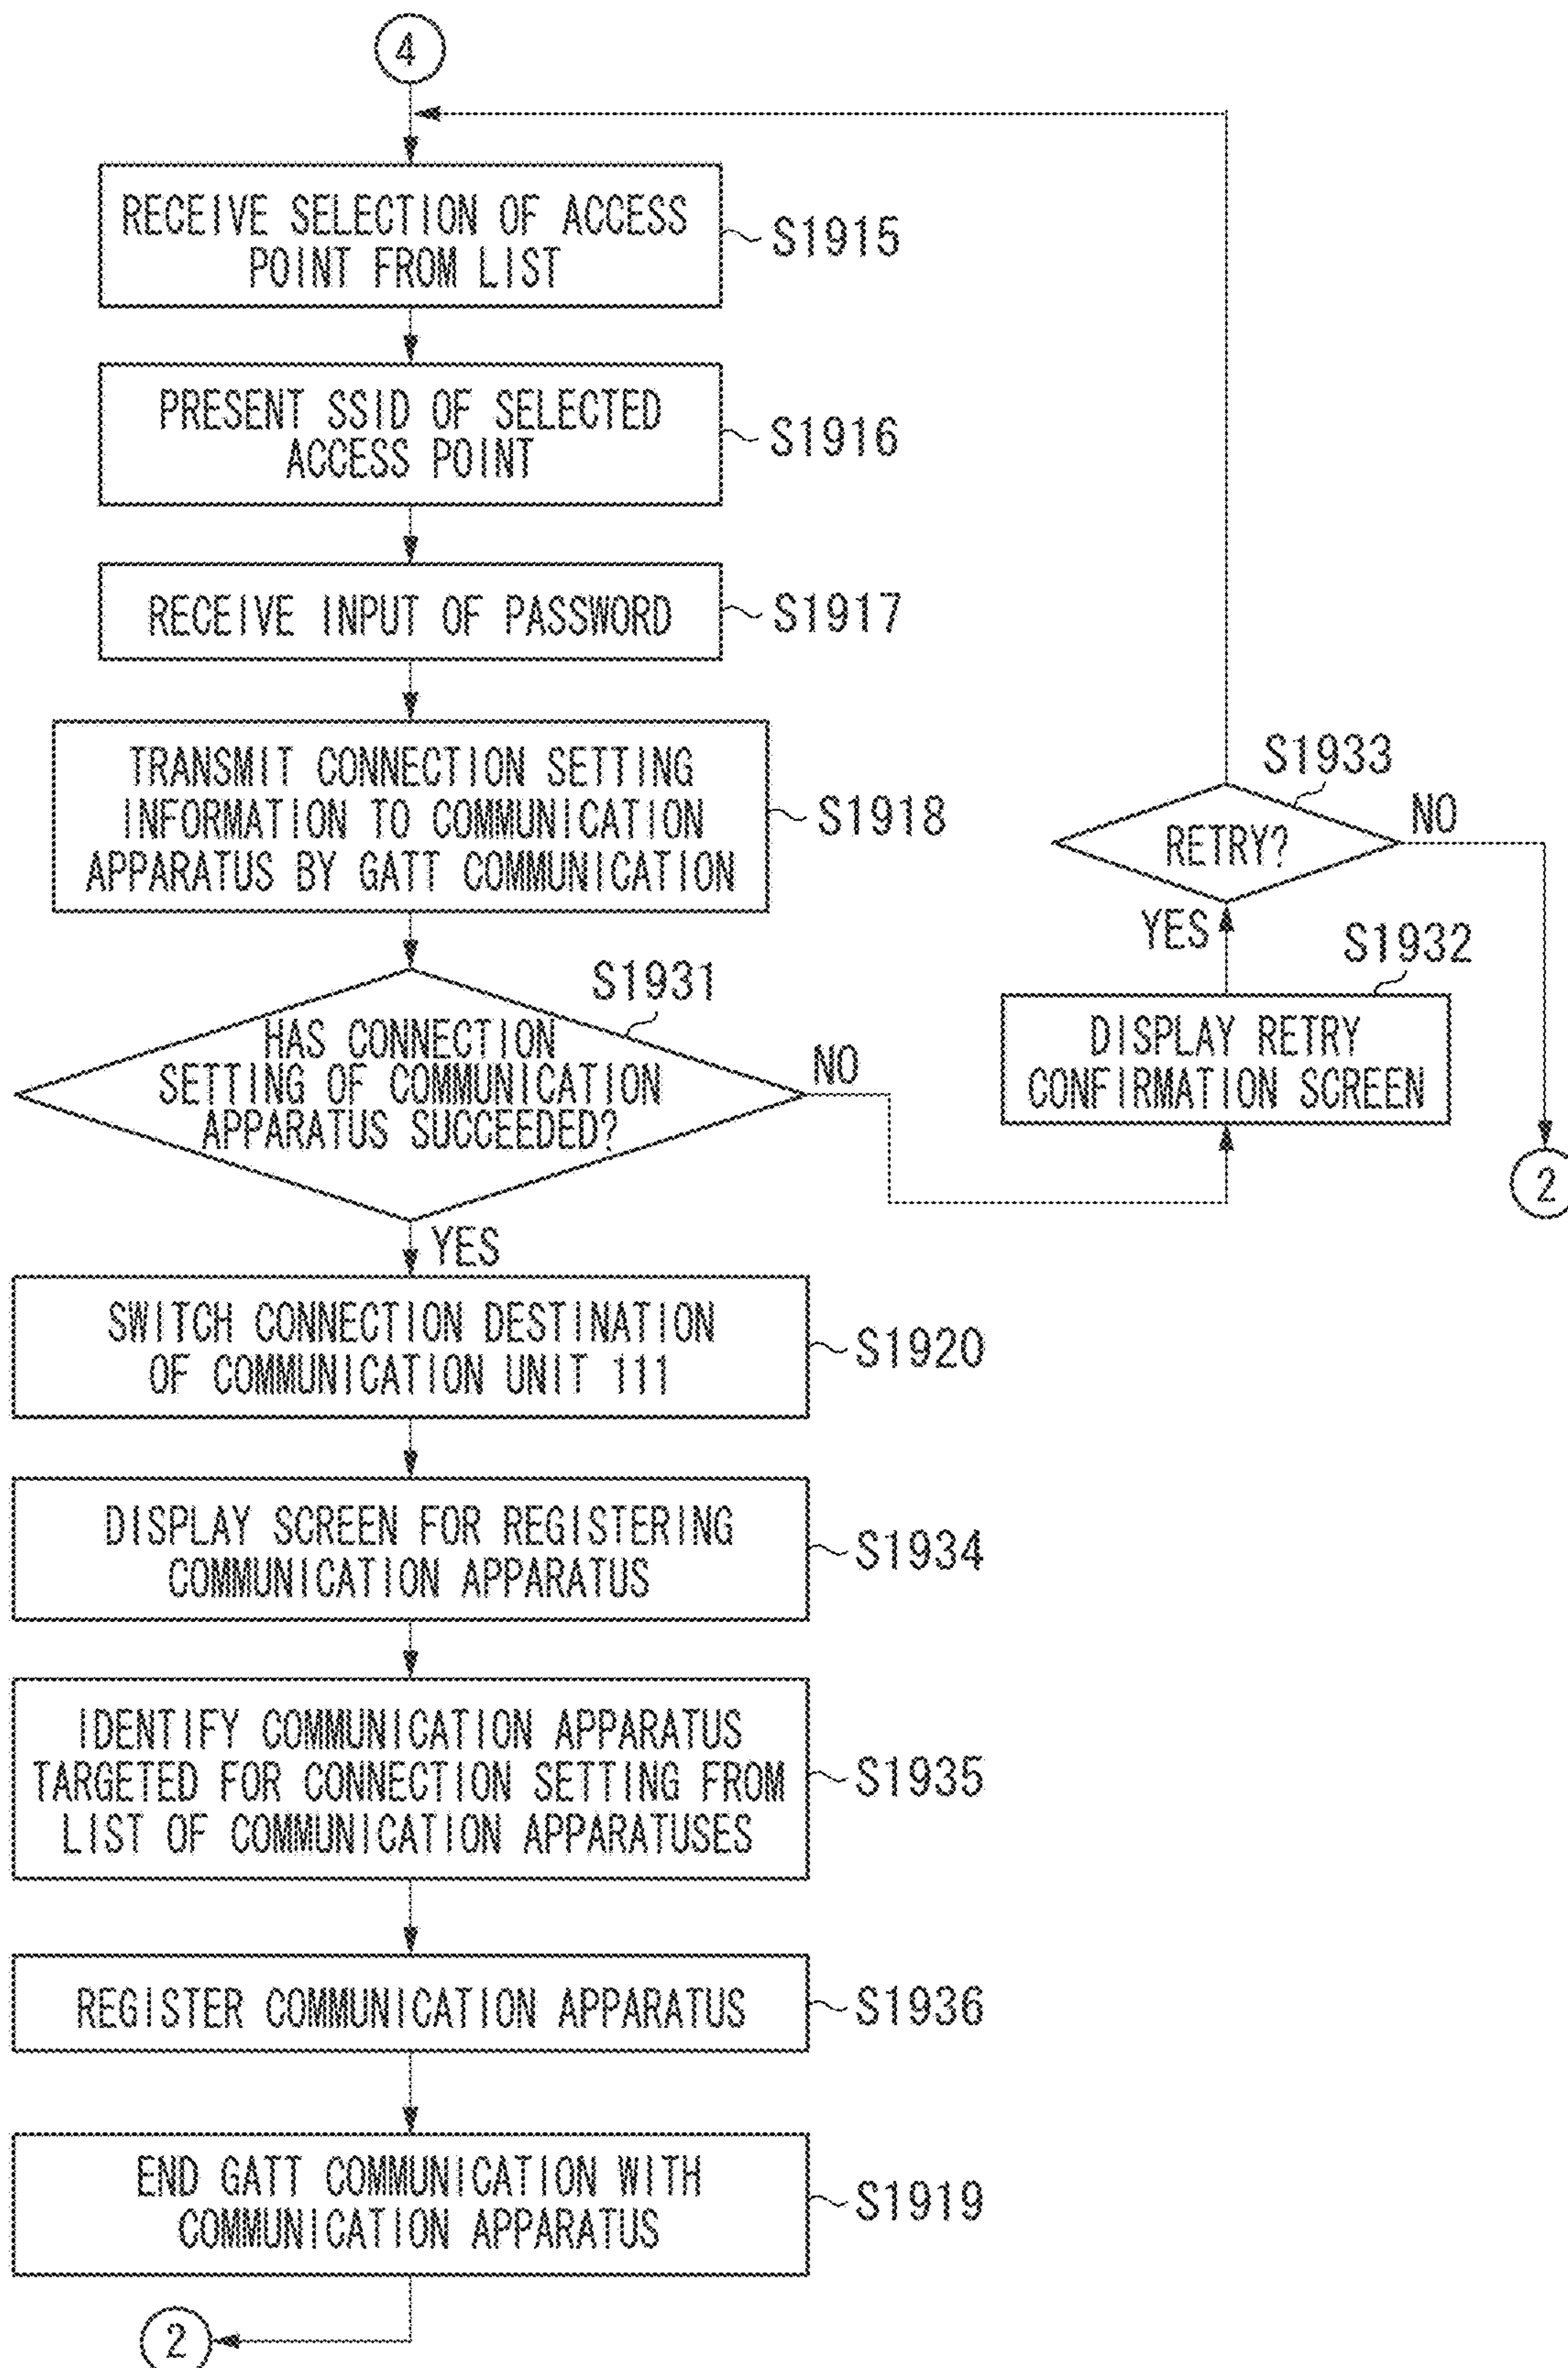 4
RECEIVE SELECTION OF ACCESS
POINT FROM LIST
S1915
PRESENT SSID OF SELECTED
ACCESS POINT
S1916
RECEIVE INPUT OF PASSWORD
S1917
TRANSMIT CONNECTION SETTING
INFORMATION TO COMMUNICATION
APPARATUS BY GATT COMMUNICATION
S1918
S1933
RETRY?
NO
YES
S1932
DISPLAY RETRY
CONFIRMATION SCREEN
2
S1931
HAS CONNECTION
SETTING OF COMMUNICATION
APPARATUS SUCCEEDED?
NO
YES
SWITCH CONNECTION DESTINATION
OF COMMUNICATION UNIT 111
S1920
DISPLAY SCREEN FOR REGISTERING
COMMUNICATION APPARATUS
S1934
IDENTIFY COMMUNICATION APPARATUS
TARGETED FOR CONNECTION SETTING FROM
LIST OF COMMUNICATION APPARATUSES
S1935
REGISTER COMMUNICATION APPARATUS
S1936
END GATT COMMUNICATION WITH
COMMUNICATION APPARATUS
S1919
2